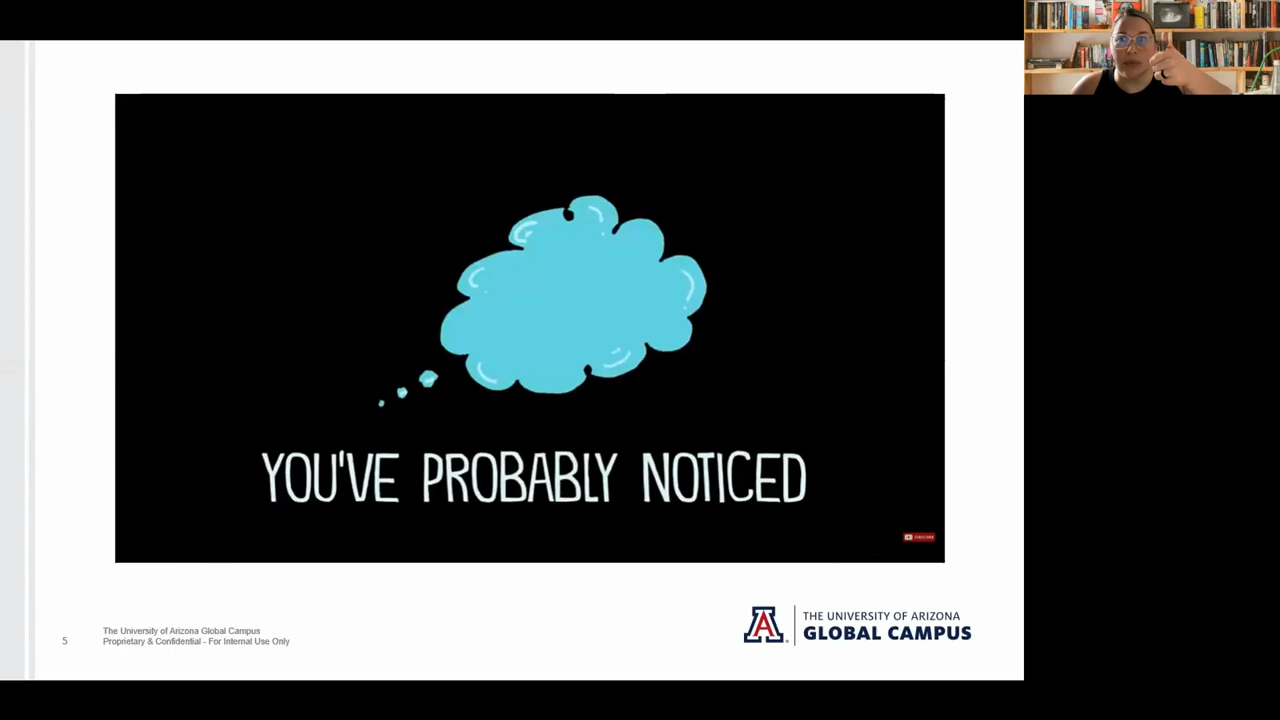 YOU'VE PROBABLY NOTICED
SUBSCRIBE
5
The University of Arizona Global Campus
Proprietary & Confidential - For Internal Use Only
A
THE UNIVERSITY OF ARIZONA
GLOBAL CAMPUS